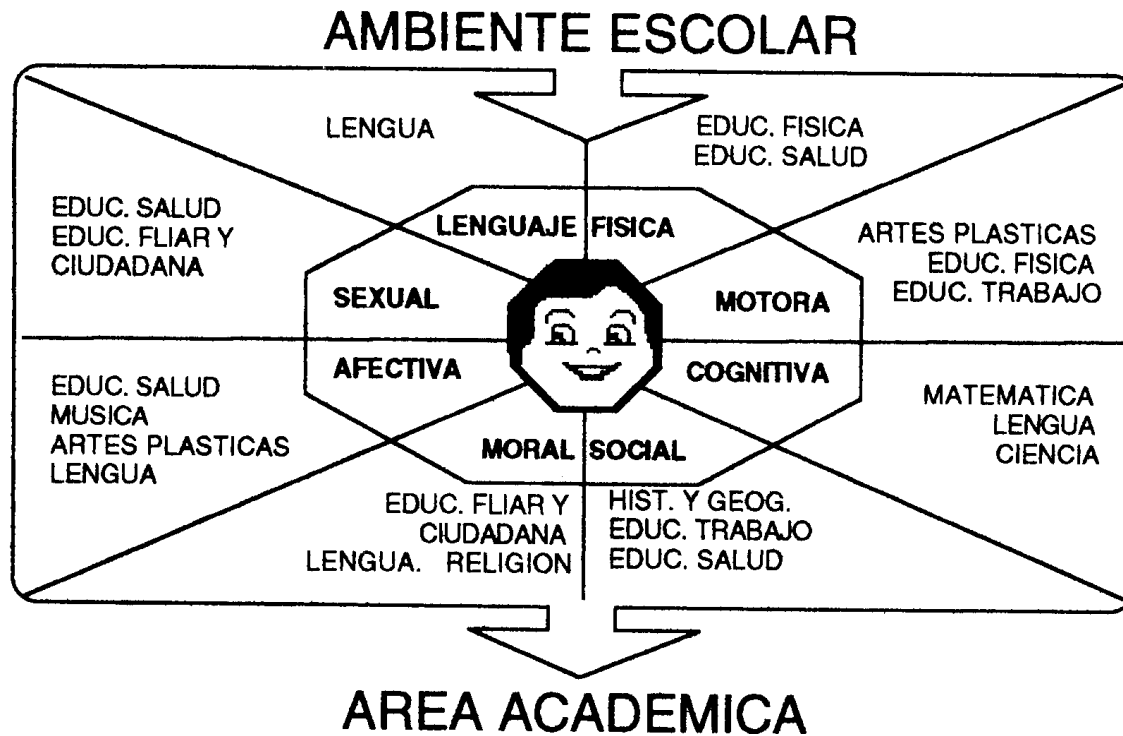 AMBIENTE ESCOLAR
LENGUA
EDUC. FISICA
EDUC. SALUD
EDUC. SALUD
EDUC. FLIAR Y
CIUDADANA
LENGUAJE
FISICA
ARTES PLASTICAS
EDUC. FISICA
EDUC. TRABAJO
SEXUAL
MOTORA
AFECTIVA
COGNITIVA
EDUC. SALUD
MUSICA
ARTES PLASTICAS
LENGUA
MATEMATICA
LENGUA
CIENCIA
MORAL
SOCIAL
EDUC. FLIAR Y
CIUDADANA
LENGUA. RELIGION
HIST. Y GEOG.
EDUC. TRABAJO
EDUC. SALUD
AREA ACADEMICA